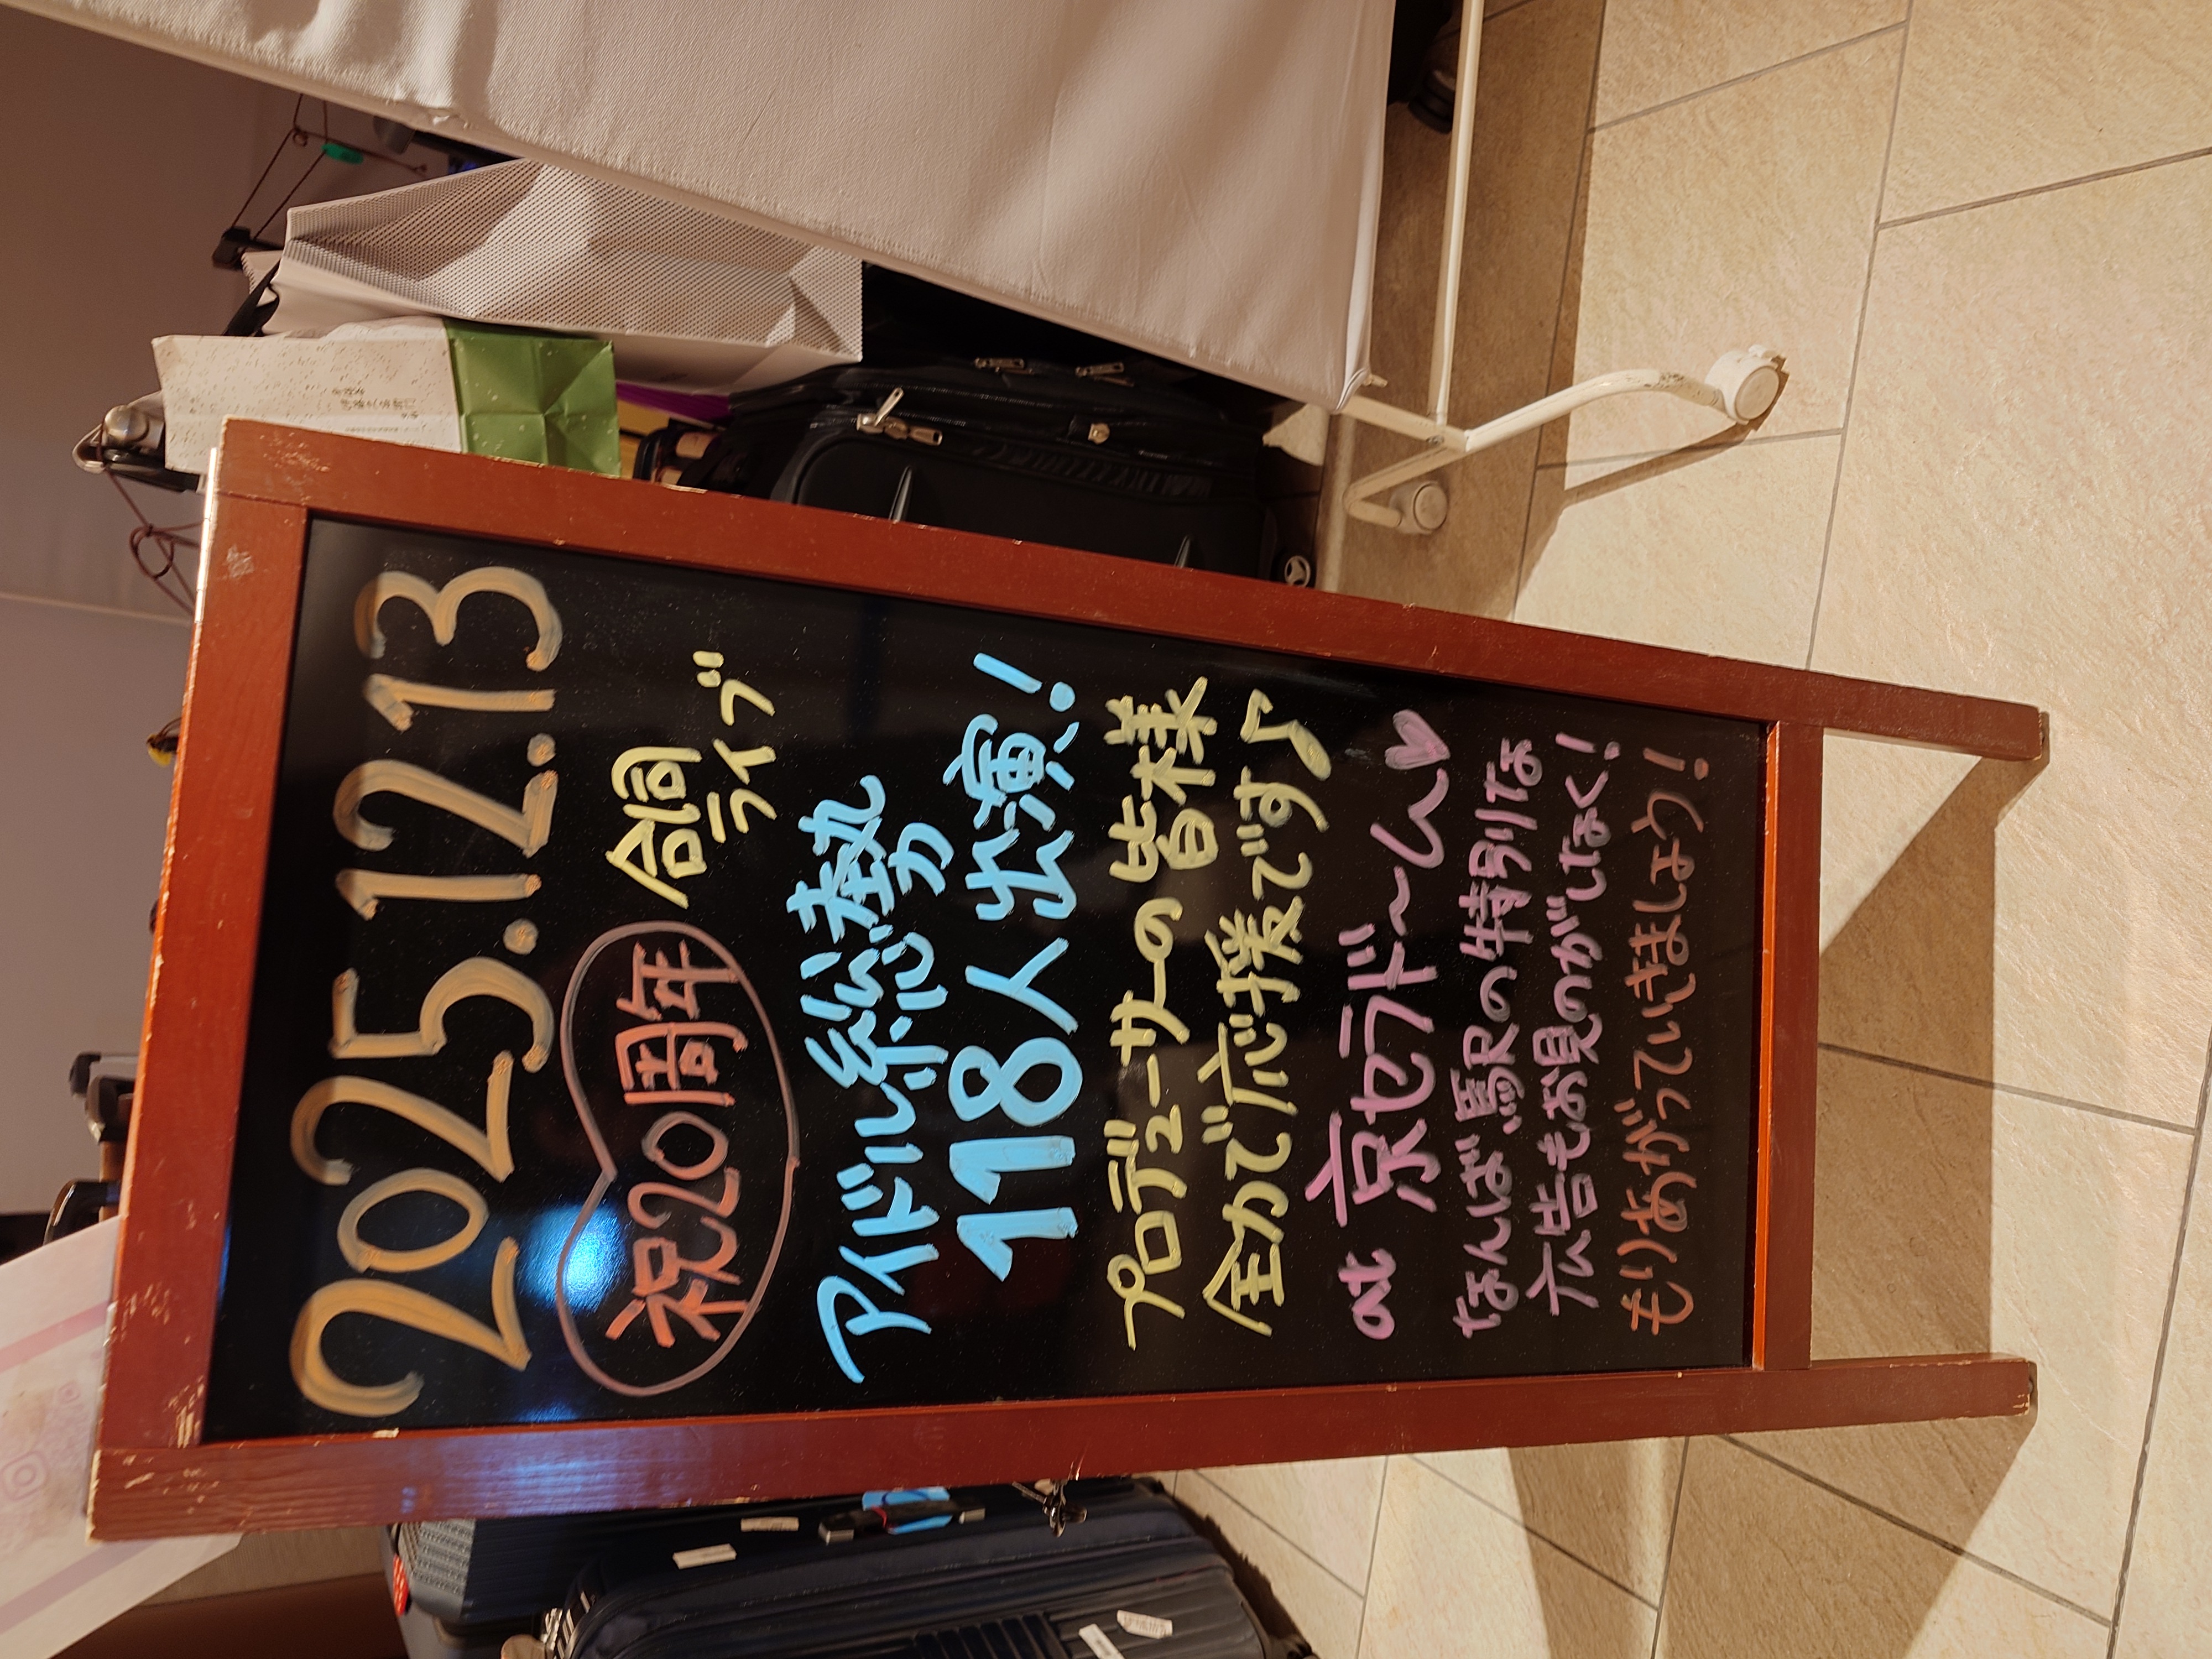 2025.12.13
祝20周年
合同
ライブ
アイドル総勢力
118人出演!
プロデューサーの皆様
全力で応援です♪
at 京セラド〜ム♥
なんば駅の特別な
広告もお見のがしなく!
もりあがっていきましょう!